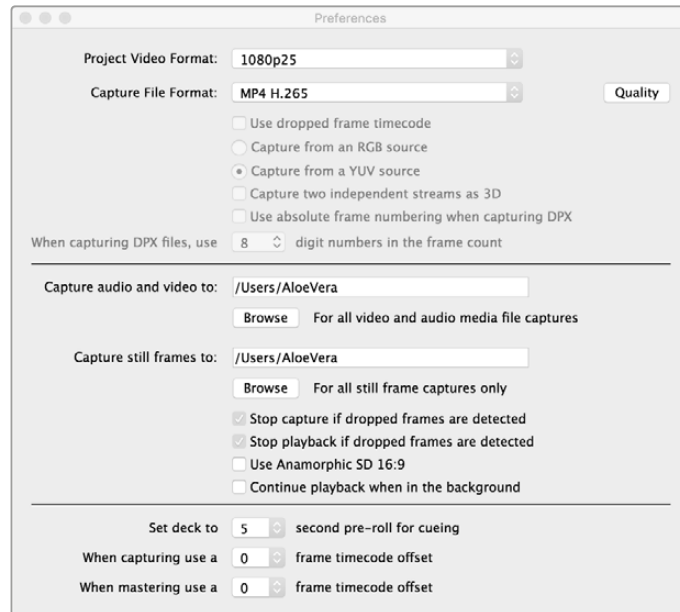 Preferences
Project Video Format: 1080p25
Capture File Format: MP4 H.265 Quality
Use dropped frame timecode
Capture from an RGB source
Capture from a YUV source
Capture two independent streams as 3D
Use absolute frame numbering when capturing DPX
When capturing DPX files, use 8 digit numbers in the frame count
Capture audio and video to: /Users/AloeVera
Browse For all video and audio media file captures
Capture still frames to: /Users/AloeVera
Browse For all still frame captures only
Stop capture if dropped frames are detected
Stop playback if dropped frames are detected
Use Anamorphic SD 16:9
Continue playback when in the background
Set deck to 5 second pre-roll for cueing
When capturing use a 0 frame timecode offset
When mastering use a 0 frame timecode offset